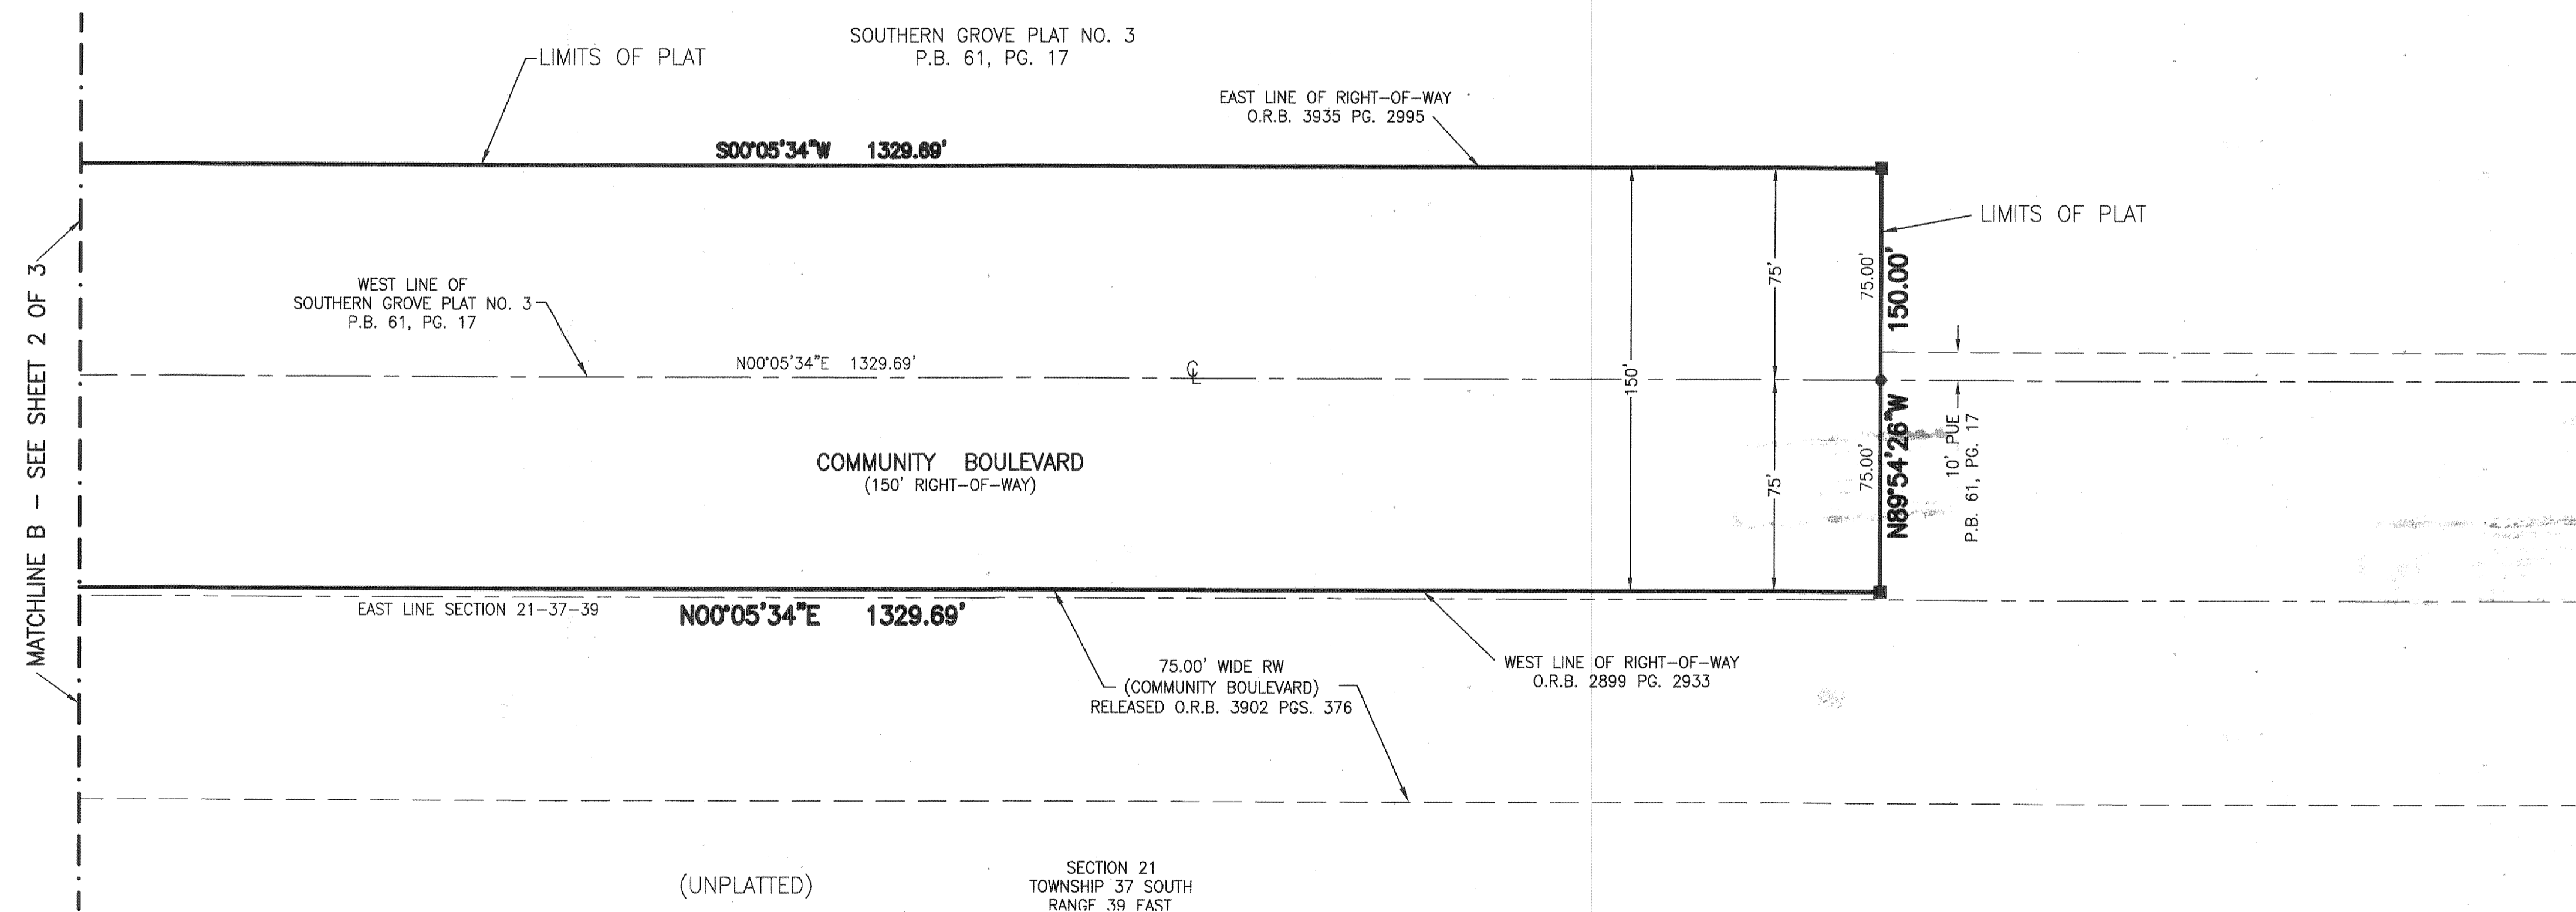 SOUTHERN GROVE PLAT NO. 3
P.B. 61, PG. 17
LIMITS OF PLAT
EAST LINE OF RIGHT-OF-WAY
O.R.B. 3935 PG. 2995
S00°05'34"W 1329.69'
LIMITS OF PLAT
MATCHLINE B - SEE SHEET 2 OF 3
WEST LINE OF
SOUTHERN GROVE PLAT NO. 3
P.B. 61, PG. 17
N00°05'34"E 1329.69'
℄
150'
75'
75'
75.00'
75.00'
N89°54'26"W 150.00'
10' PUE
P.B. 61, PG. 17
COMMUNITY BOULEVARD
(150' RIGHT-OF-WAY)
EAST LINE SECTION 21-37-39
N00°05'34"E 1329.69'
75.00' WIDE RW
(COMMUNITY BOULEVARD)
RELEASED O.R.B. 3902 PGS. 376
WEST LINE OF RIGHT-OF-WAY
O.R.B. 2899 PG. 2933
(UNPLATTED)
SECTION 21
TOWNSHIP 37 SOUTH
RANGE 39 EAST